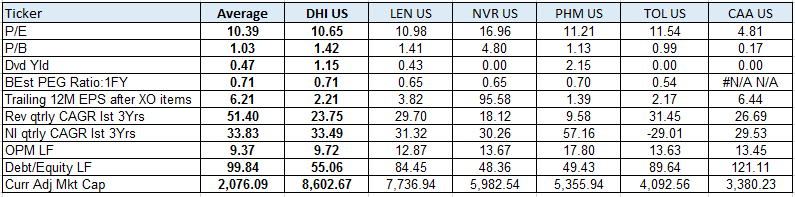 Ticker Average DHI US LEN US NVR US PHM US TOL US CAA US
P/E 10.39 10.65 10.98 16.96 11.21 11.54 4.81
P/B 1.03 1.42 1.41 4.80 1.13 0.99 0.17
Dvd Yld 0.47 1.15 0.43 0.00 2.15 0.00 0.00
BEst PEG Ratio:1FY 0.71 0.71 0.65 0.65 0.70 0.54 #N/A N/A
Trailing 12M EPS after XO items 6.21 2.21 3.82 95.58 1.39 2.17 6.44
Rev qtrly CAGR lst 3Yrs 51.40 23.75 29.70 18.12 9.58 31.45 26.69
NI qtrly CAGR lst 3Yrs 33.83 33.49 31.32 30.26 57.16 -29.01 29.53
OPM LF 9.37 9.72 12.87 13.67 17.80 13.63 13.45
Debt/Equity LF 99.84 55.06 84.45 48.36 49.43 89.64 121.11
Curr Adj Mkt Cap 2,076.09 8,602.67 7,736.94 5,982.54 5,355.94 4,092.56 3,380.23